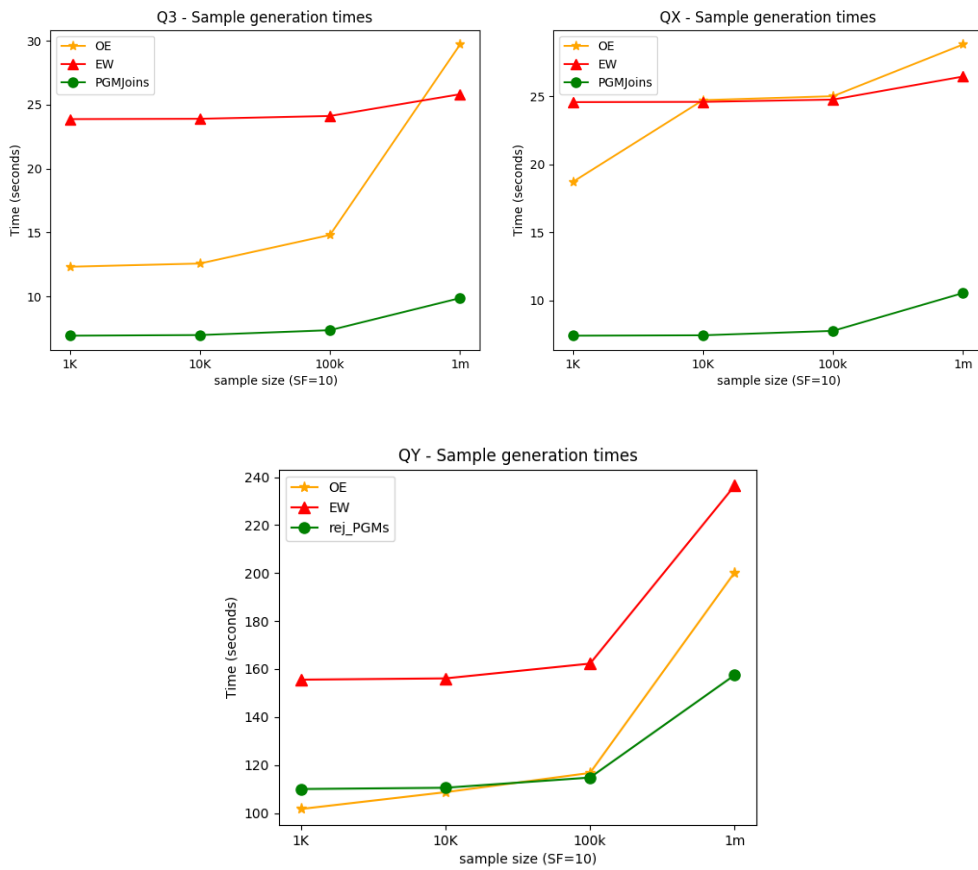 Q3 - Sample generation times
OE
EW
PGMJoins
30
25
20
15
10
Time (seconds)
1K 10K 100k 1m
sample size (SF=10)
QX - Sample generation times
OE
EW
PGMJoins
25
20
15
10
Time (seconds)
1K 10K 100k 1m
sample size (SF=10)
QY - Sample generation times
OE
EW
rej_PGMs
240
220
200
180
160
140
120
100
Time (seconds)
1K 10K 100k 1m
sample size (SF=10)